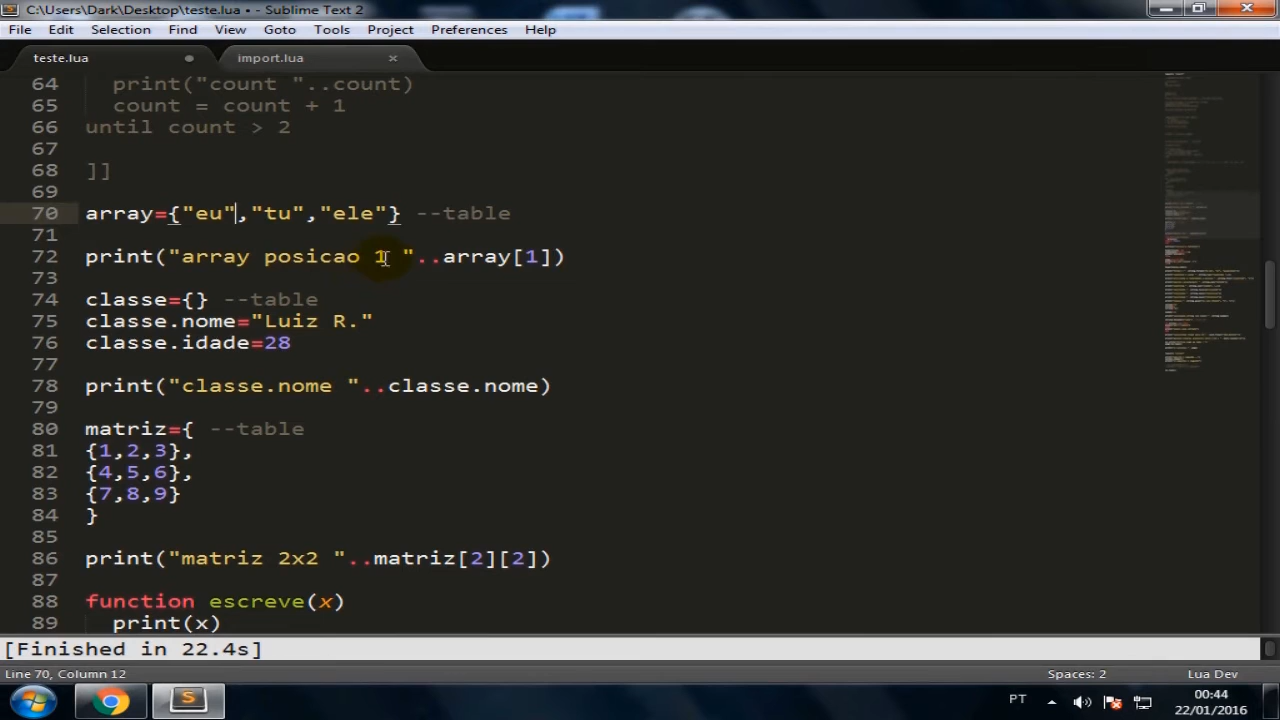 C:\Users\Dark\Desktop\teste.lua • - Sublime Text 2
File Edit Selection Find View Goto Tools Project Preferences Help
teste.lua import.lua
64 print("count "..count)
65 count = count + 1
66 until count > 2
67
68 ]]
69
70 array={"eu","tu","ele"} --table
71
72 print("array posicao 1 "..array[1])
73
74 classe={} --table
75 classe.nome="Luiz R."
76 classe.idade=28
77
78 print("classe.nome "..classe.nome)
79
80 matriz={ --table
81 {1,2,3},
82 {4,5,6},
83 {7,8,9}
84 }
85
86 print("matriz 2x2 "..matriz[2][2])
87
88 function escreve(x)
89 print(x)
[Finished in 22.4s]
Line 70, Column 12 Spaces: 2 Lua Dev
PT 00:44
22/01/2016